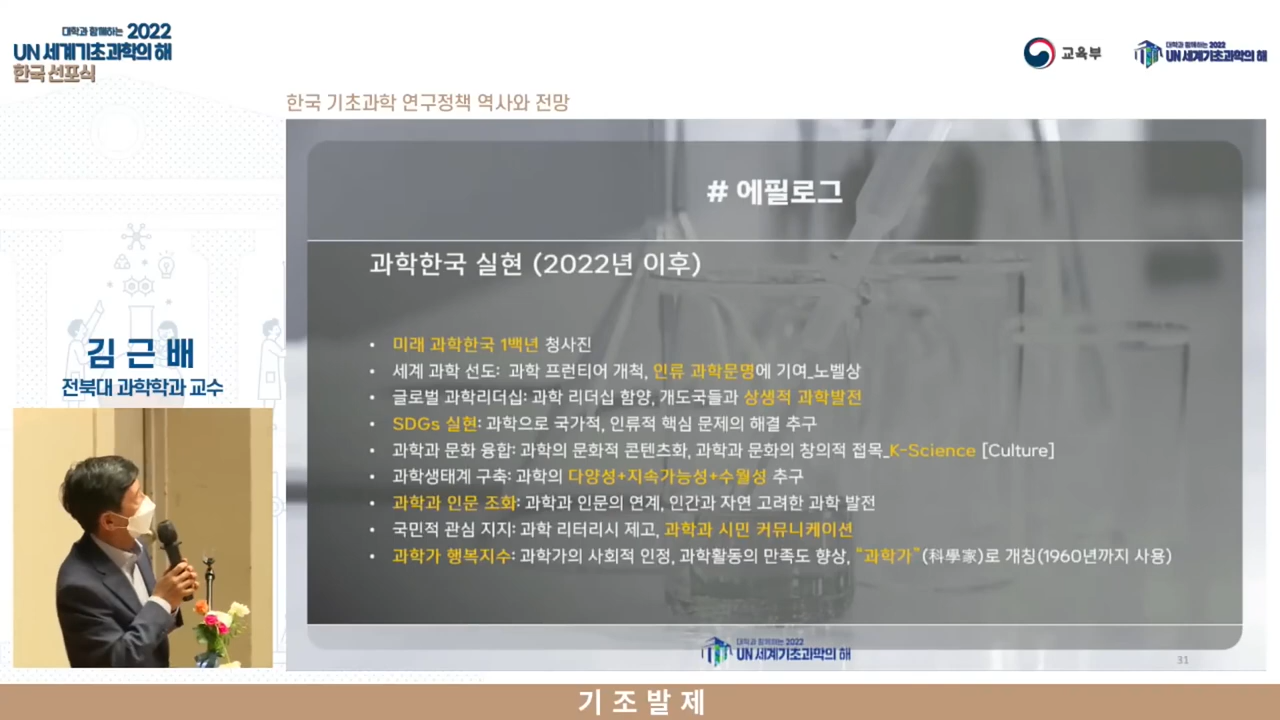 대학과 함께하는 2022
UN 세계기초과학의 해
한국 선포식
교육부
대학과 함께하는 2022
UN 세계기초과학의 해
한국 기초과학 연구정책 역사와 전망
# 에필로그
과학한국 실현 (2022년 이후)
• 미래 과학한국 1백년 청사진
• 세계 과학 선도: 과학 프런티어 개척, 인류 과학문명에 기여_노벨상
• 글로벌 과학리더십: 과학 리더십 함양, 개도국들과 상생적 과학발전
• SDGs 실현: 과학으로 국가적, 인류적 핵심 문제의 해결 추구
• 과학과 문화 융합: 과학의 문화적 콘텐츠화, 과학과 문화의 창의적 접목_K-Science [Culture]
• 과학생태계 구축: 과학의 다양성+지속가능성+수월성 추구
• 과학과 인문 조화: 과학과 인문의 연계, 인간과 자연 고려한 과학 발전
• 국민적 관심 지지: 과학 리터러시 제고, 과학과 시민 커뮤니케이션
• 과학가 행복지수: 과학가의 사회적 인정, 과학활동의 만족도 향상, “과학가”(科學家)로 개칭(1960년까지 사용)
대학과 함께하는 2022
UN 세계기초과학의 해
31
김근배
전북대 과학학과 교수
기조발제